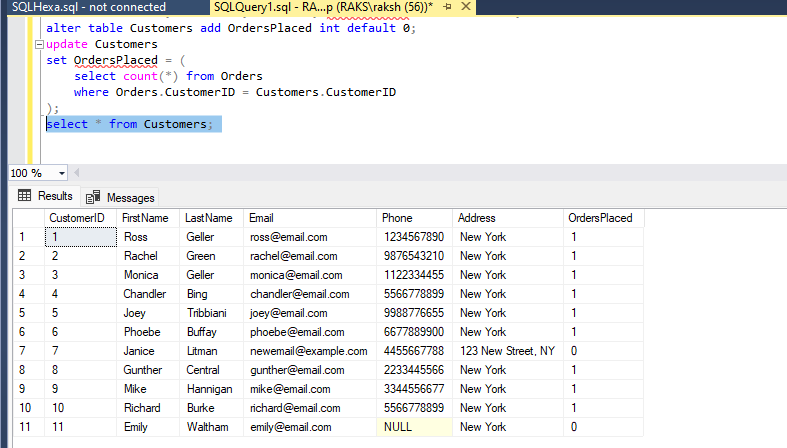 SQLHexa.sql - not connected SQLQuery1.sql - RA...p (RAKS\raksh (56))*
alter table Customers add OrdersPlaced int default 0;
update Customers
set OrdersPlaced = (
select count(*) from Orders
where Orders.CustomerID = Customers.CustomerID
);
select * from Customers;
100 %
Results Messages
CustomerID FirstName LastName Email Phone Address OrdersPlaced
1 1 Ross Geller ross@email.com 1234567890 New York 1
2 2 Rachel Green rachel@email.com 9876543210 New York 1
3 3 Monica Geller monica@email.com 1122334455 New York 1
4 4 Chandler Bing chandler@email.com 5566778899 New York 1
5 5 Joey Tribbiani joey@email.com 9988776655 New York 1
6 6 Phoebe Buffay phoebe@email.com 6677889900 New York 1
7 7 Janice Litman newemail@example.com 4455667788 123 New Street, NY 0
8 8 Gunther Central gunther@email.com 2233445566 New York 1
9 9 Mike Hannigan mike@email.com 3344556677 New York 1
10 10 Richard Burke richard@email.com 5566778899 New York 1
11 11 Emily Waltham emily@email.com NULL New York 0